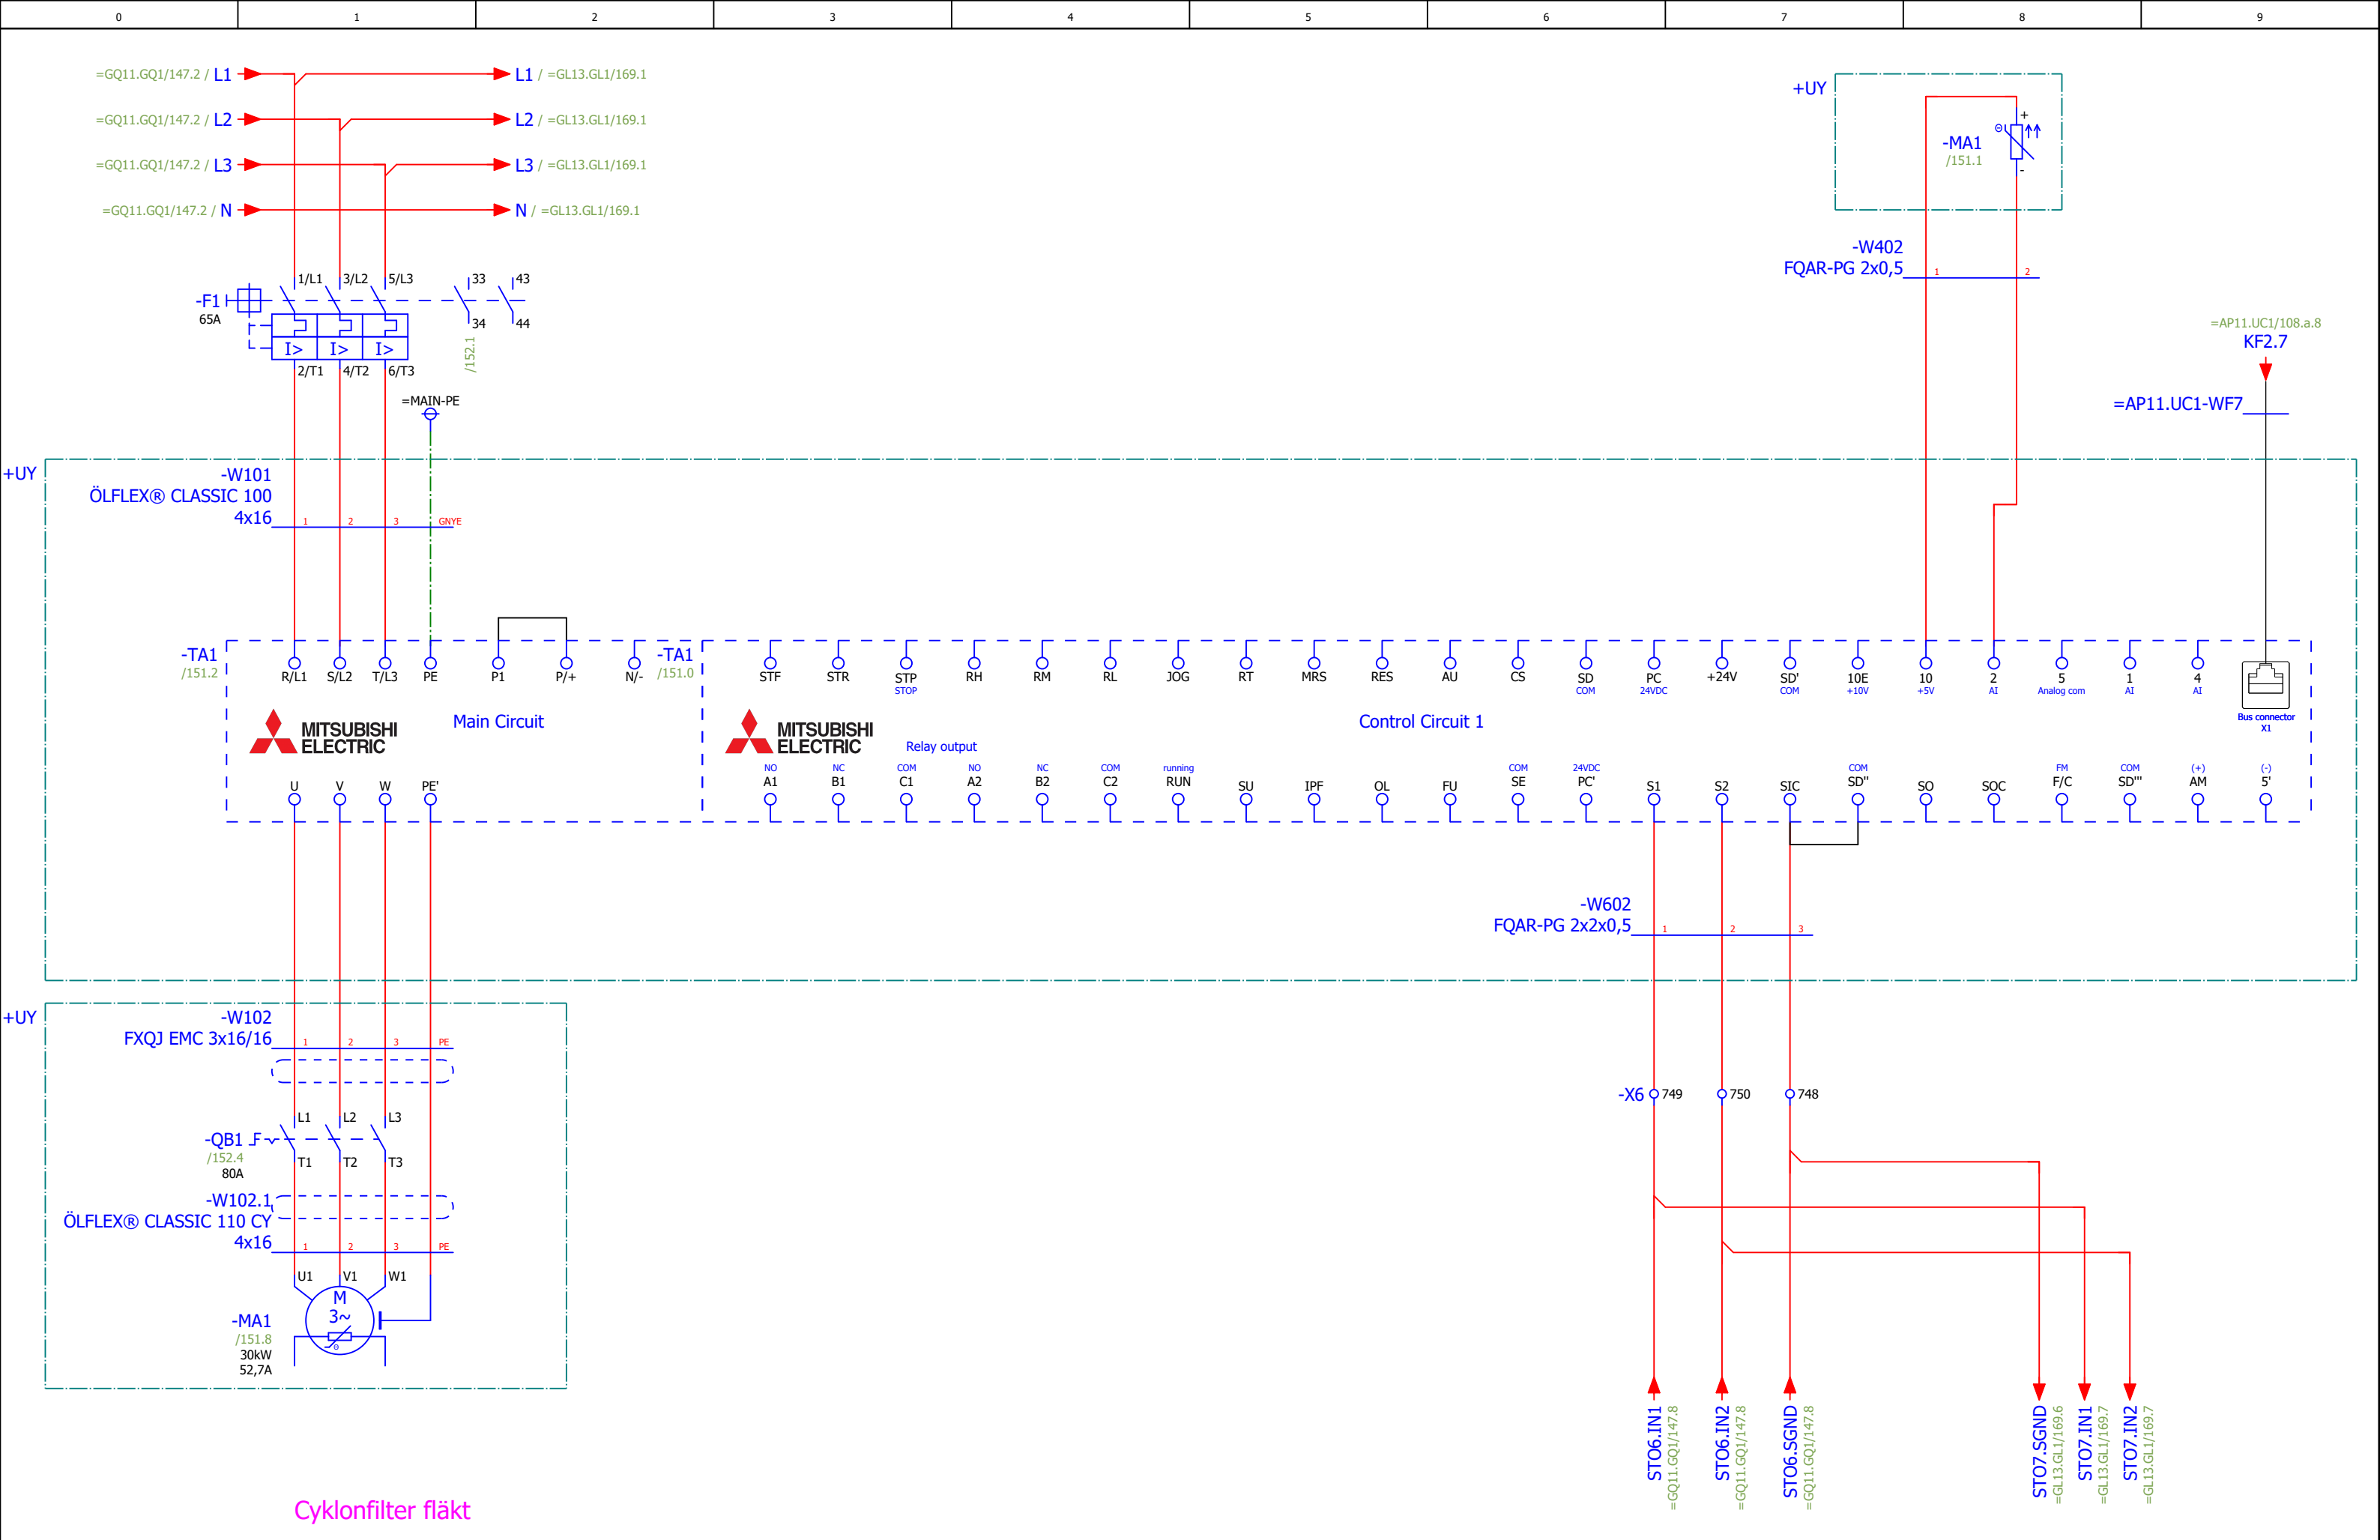 0 1 2 3 4 5 6 7 8 9
=GQ11.GQ1/147.2 / L1
L1 / =GL13.GL1/169.1
=GQ11.GQ1/147.2 / L2
L2 / =GL13.GL1/169.1
=GQ11.GQ1/147.2 / L3
L3 / =GL13.GL1/169.1
=GQ11.GQ1/147.2 / N
N / =GL13.GL1/169.1
+UY
-MA1
/151.1
Θ
+
-
-W402
FQAR-PG 2x0,5
1 2
-F1
65A
1/L1 3/L2 5/L3 33 43
34 44
I> I> I>
2/T1 4/T2 6/T3
/152.1
=MAIN-PE
=AP11.UC1/108.a.8
KF2.7
=AP11.UC1-WF7
+UY
-W101
ÖLFLEX® CLASSIC 100
4x16
1 2 3 GNYE
-TA1
/151.2
R/L1 S/L2 T/L3 PE P1 P/+ N/-
MITSUBISHI
ELECTRIC
Main Circuit
U V W PE'
-TA1
/151.0
STF STR STP RH RM RL JOG RT MRS RES AU CS SD PC +24V SD' 10E 10 2 5 1 4
STOP COM 24VDC COM +10V +5V AI Analog com AI AI
Bus connector
X1
MITSUBISHI
ELECTRIC
Control Circuit 1
Relay output
NO NC COM NO NC COM running COM 24VDC COM FM COM (+) (-)
A1 B1 C1 A2 B2 C2 RUN SU IPF OL FU SE PC' S1 S2 SIC SD'' SO SOC F/C SD''' AM 5'
-W602
FQAR-PG 2x2x0,5
1 2 3
+UY
-W102
FXQJ EMC 3x16/16
1 2 3 PE
-X6 749 750 748
L1 L2 L3
-QB1
/152.4
80A
T1 T2 T3
-W102.1
ÖLFLEX® CLASSIC 110 CY
4x16
1 2 3 PE
U1 V1 W1
M
3~
Θ
-MA1
/151.8
30kW
52,7A
STO6.IN1
=GQ11.GQ1/147.8
STO6.IN2
=GQ11.GQ1/147.8
STO6.SGND
=GQ11.GQ1/147.8
STO7.SGND
=GL13.GL1/169.6
STO7.IN1
=GL13.GL1/169.7
STO7.IN2
=GL13.GL1/169.7
Cyklonfilter fläkt